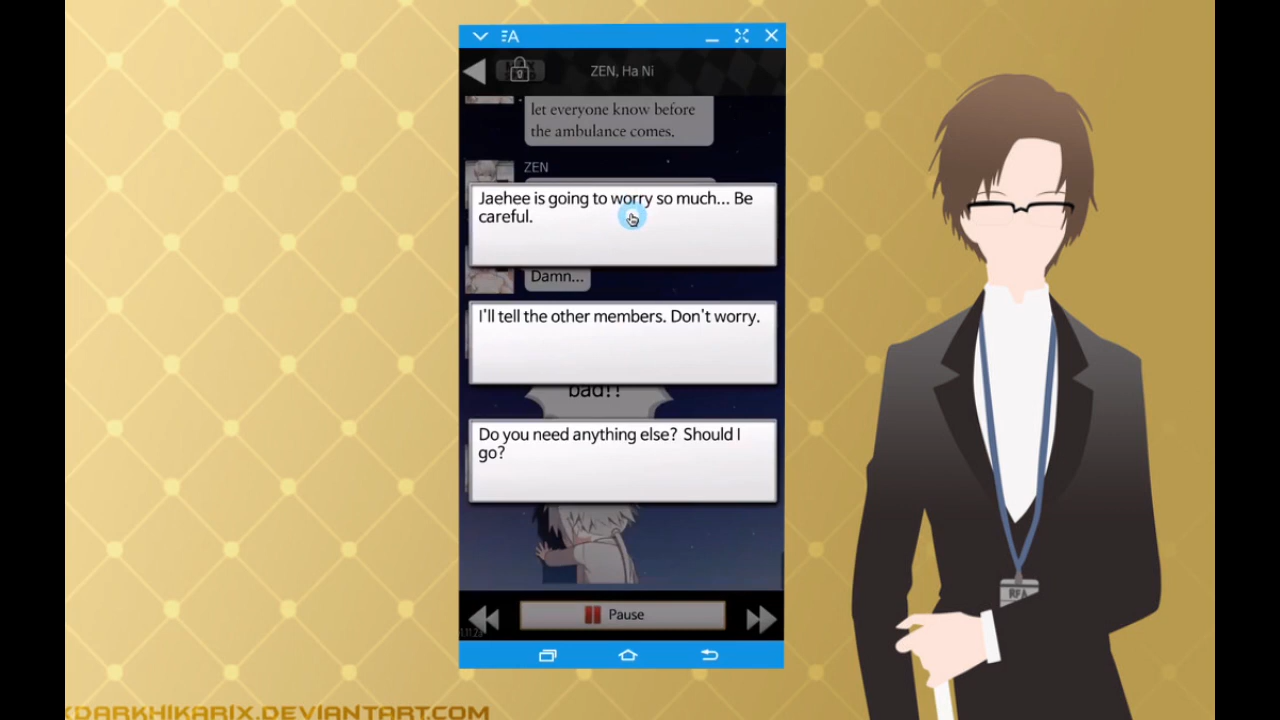 ΞA
ZEN, Ha Ni
let everyone know before
the ambulance comes.
ZEN
Jaehee is going to worry so much... Be
careful.
Damn...
I'll tell the other members. Don't worry.
bad!!
Do you need anything else? Should I
go?
Pause
RFA
XDARKHIKARIX.DEVIANTART.COM